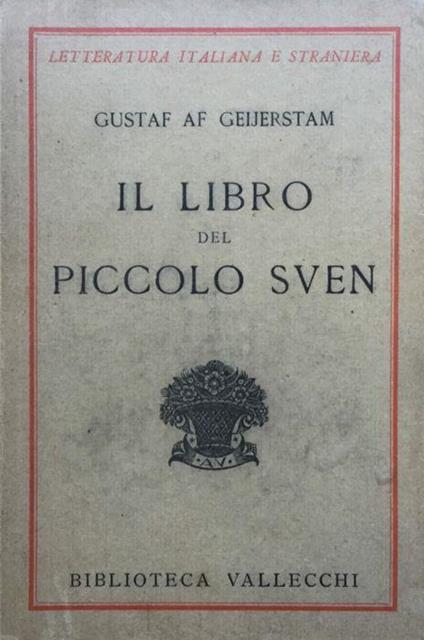 LETTERATURA ITALIANA E STRANIERA
GUSTAF AF GEIJERSTAM
IL LIBRO
DEL
PICCOLO SVEN
A.V.
BIBLIOTECA VALLECCHI